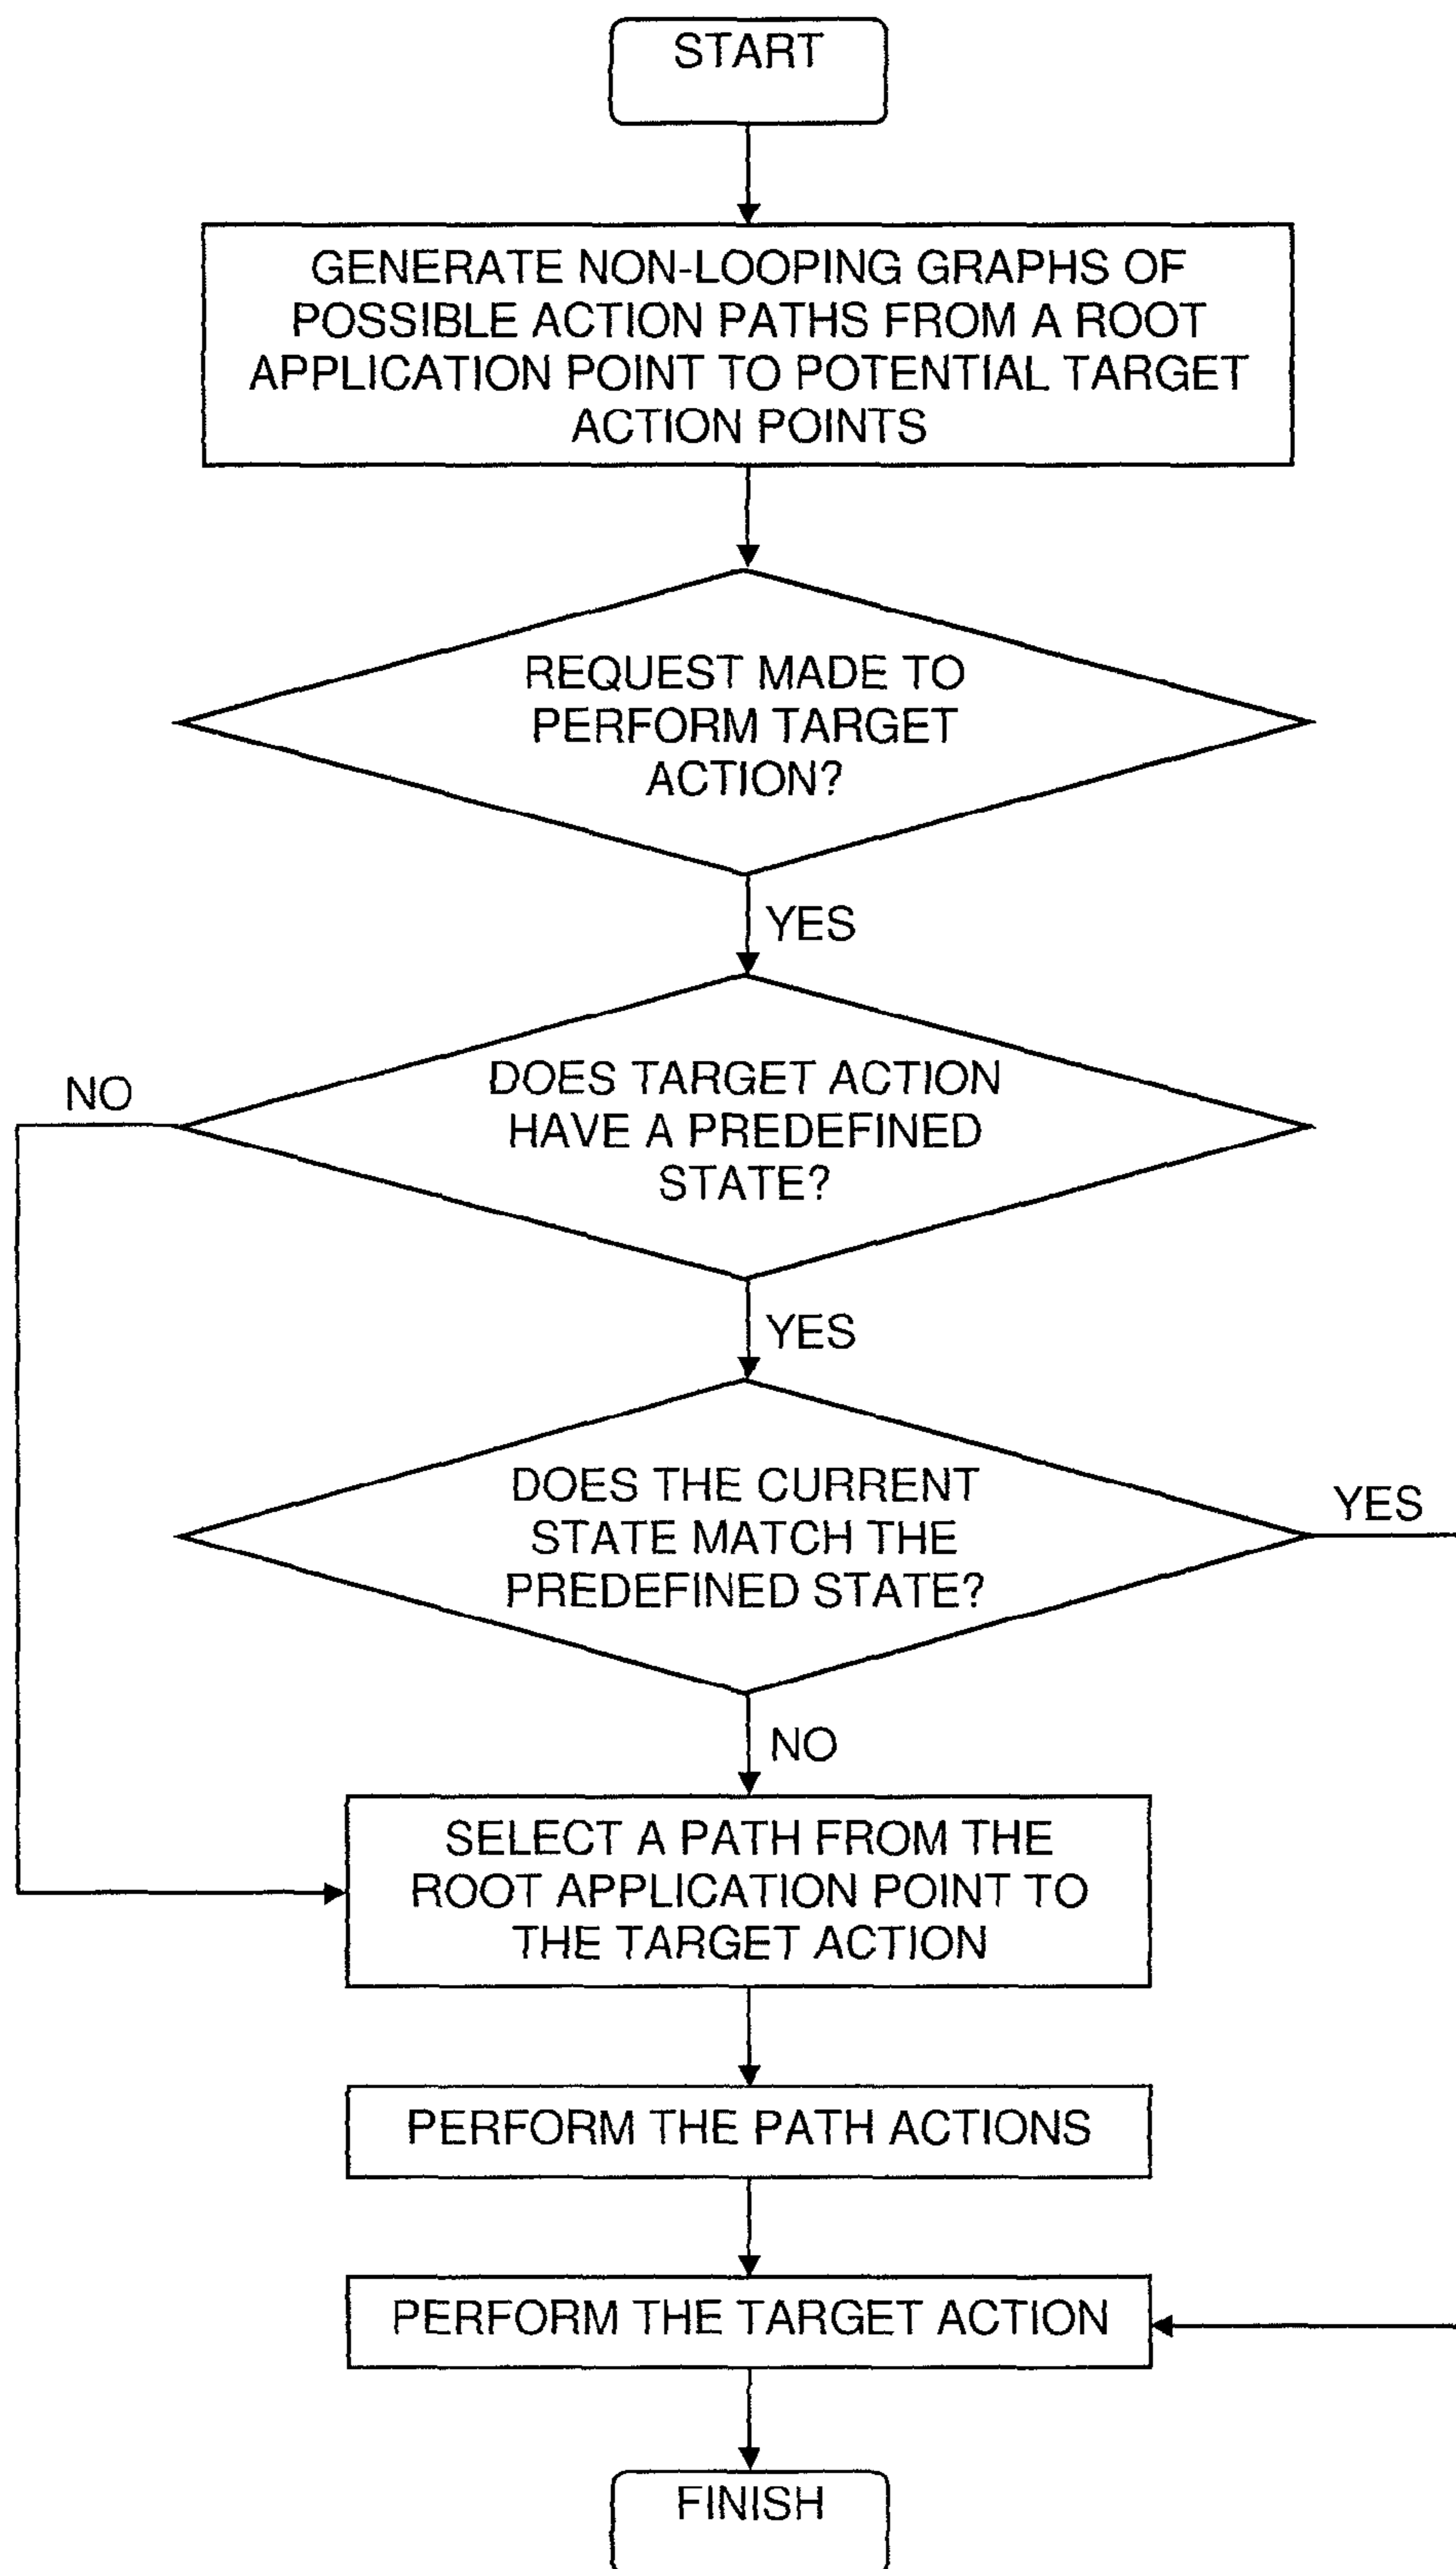 START
GENERATE NON-LOOPING GRAPHS OF
POSSIBLE ACTION PATHS FROM A ROOT
APPLICATION POINT TO POTENTIAL TARGET
ACTION POINTS
REQUEST MADE TO
PERFORM TARGET
ACTION?
YES
NO
DOES TARGET ACTION
HAVE A PREDEFINED
STATE?
YES
DOES THE CURRENT
STATE MATCH THE
PREDEFINED STATE?
YES
NO
SELECT A PATH FROM THE
ROOT APPLICATION POINT TO
THE TARGET ACTION
PERFORM THE PATH ACTIONS
PERFORM THE TARGET ACTION
FINISH